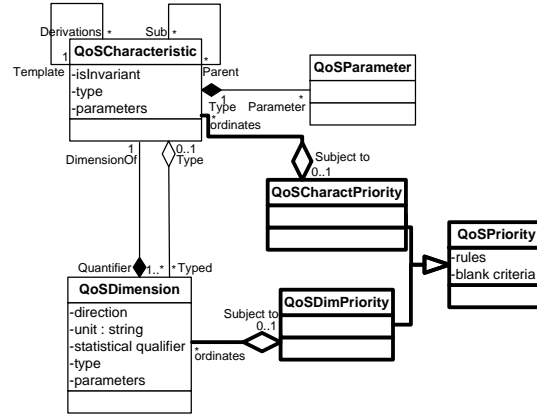 Derivations *
Sub *
QoSCharacteristic
Template 1
* Parent
-isInvariant
-type
-parameters
1
Type
Parameter
*
QoSParameter
*
ordinates
1
DimensionOf
0..1
Type
Subject to
0..1
QoSCharactPriority
QoSPriority
-rules
-blank criteria
Quantifier 1..*
* Typed
QoSDimension
-direction
-unit : string
-statistical qualifier
-type
-parameters
Subject to
0..1
*
ordinates
QoSDimPriority